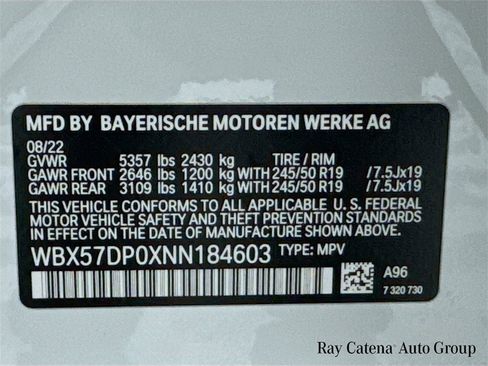 MFD BY BAYERISCHE MOTOREN WERKE AG
08/22
GVWR 5357 lbs 2430 kg TIRE / RIM
GAWR FRONT 2646 lbs 1200 kg WITH 245/50 R19 /7.5Jx19
GAWR REAR 3109 lbs 1410 kg WITH 245/50 R19 /7.5Jx19
THIS VEHICLE CONFORMS TO ALL APPLICABLE U. S. FEDERAL
MOTOR VEHICLE SAFETY, BUMPER, AND THEFT PREVENTION
STANDARDS IN EFFECT ON THE DATE OF MANUFACTURE SHOWN ABOVE.
WBX57DP0XNN184603 TYPE: MPV
A96
7 320 730
Ray Catena Auto Group